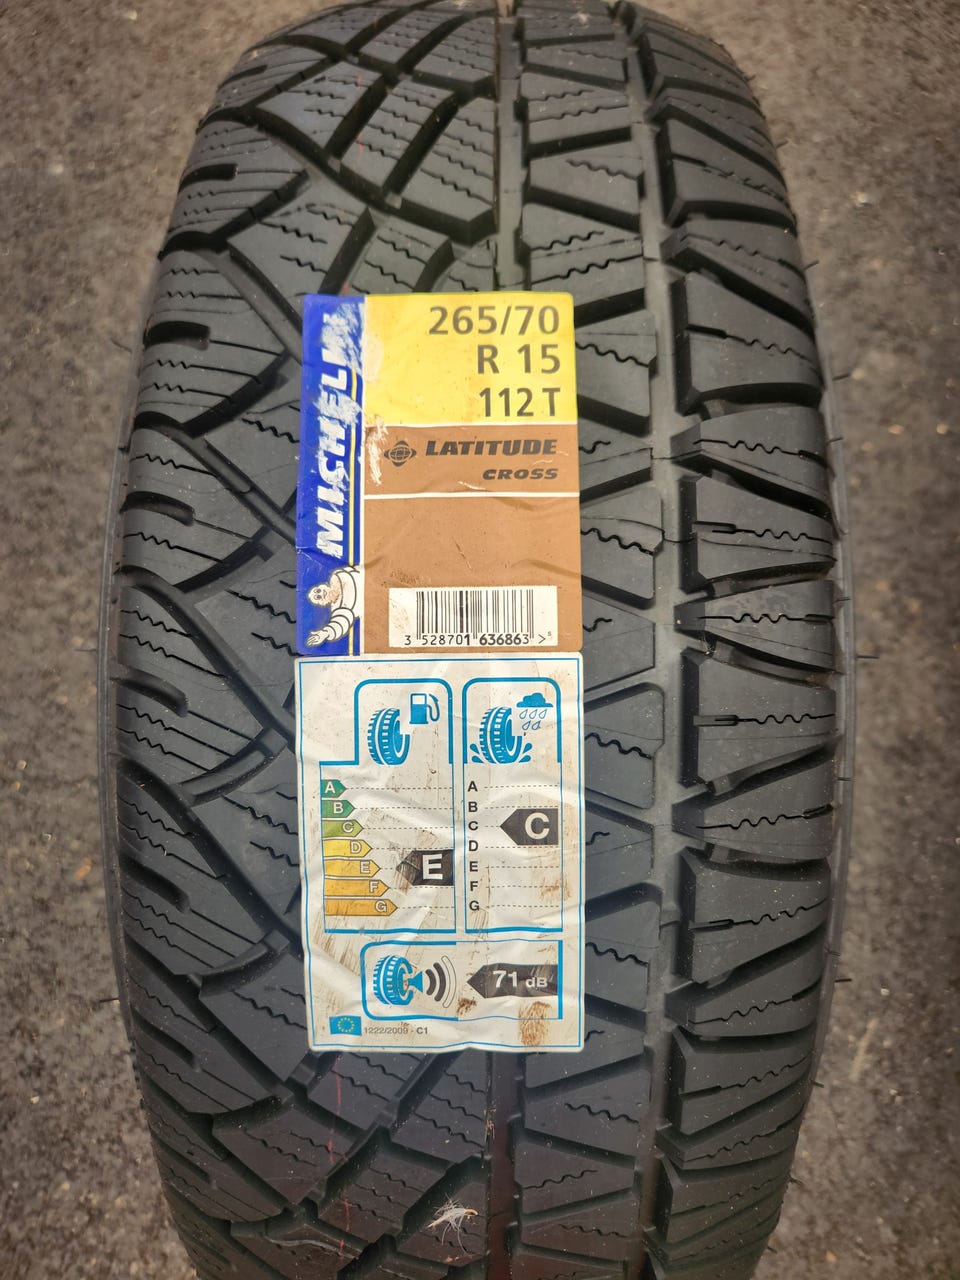 MICHELIN
265/70
R 15
112 T
LATITUDE
CROSS
3 528701 636863 >
s
A
B
C
D
E
F
G
E
A
B
C
D
E
F
G
C
71 dB
1222/2009 - C1